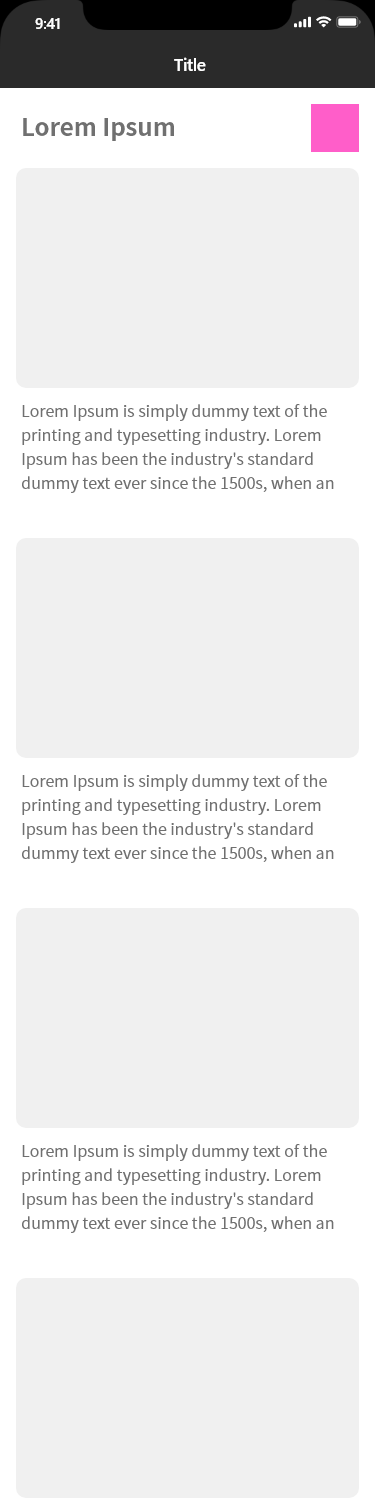 9:41
Title
Lorem Ipsum
Lorem Ipsum is simply dummy text of the
printing and typesetting industry. Lorem
Ipsum has been the industry's standard
dummy text ever since the 1500s, when an
Lorem Ipsum is simply dummy text of the
printing and typesetting industry. Lorem
Ipsum has been the industry's standard
dummy text ever since the 1500s, when an
Lorem Ipsum is simply dummy text of the
printing and typesetting industry. Lorem
Ipsum has been the industry's standard
dummy text ever since the 1500s, when an